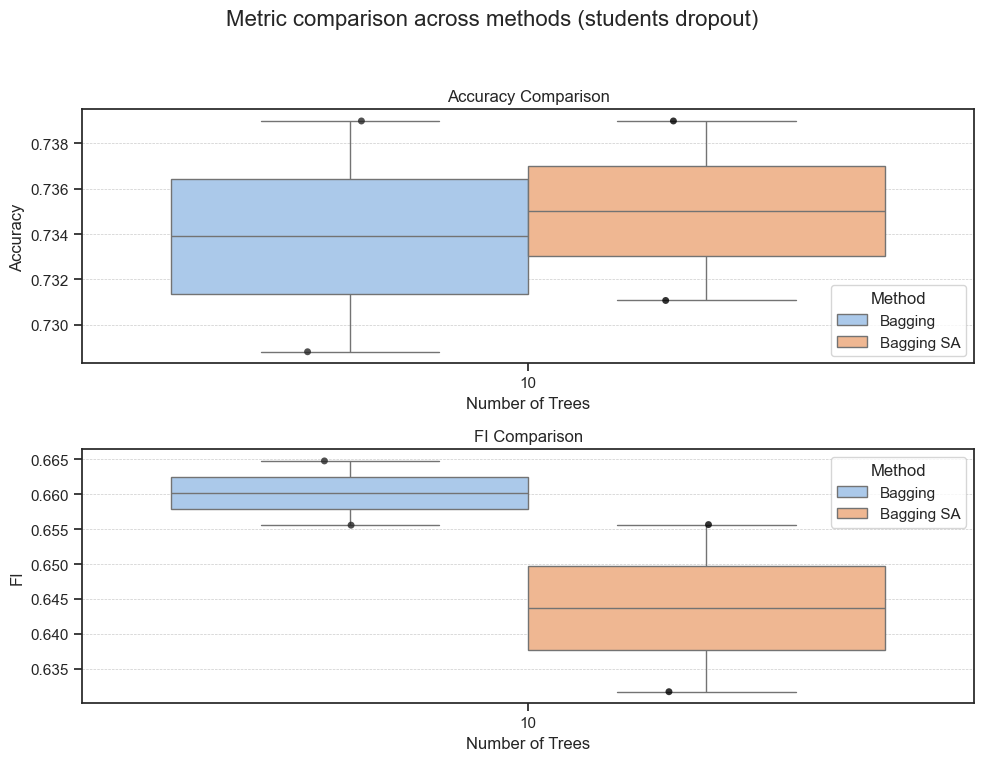 Metric comparison across methods (students dropout)
Accuracy Comparison
Accuracy
0.738
0.736
0.734
0.732
0.730
Method
Bagging
Bagging SA
10
Number of Trees
FI Comparison
FI
0.665
0.660
0.655
0.650
0.645
0.640
0.635
Method
Bagging
Bagging SA
10
Number of Trees